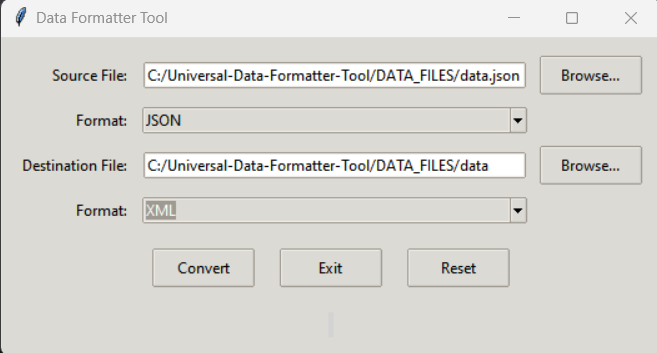 Data Formatter Tool
Source File: C:/Universal-Data-Formatter-Tool/DATA_FILES/data.json Browse...
Format: JSON
Destination File: C:/Universal-Data-Formatter-Tool/DATA_FILES/data Browse...
Format: XML
Convert Exit Reset